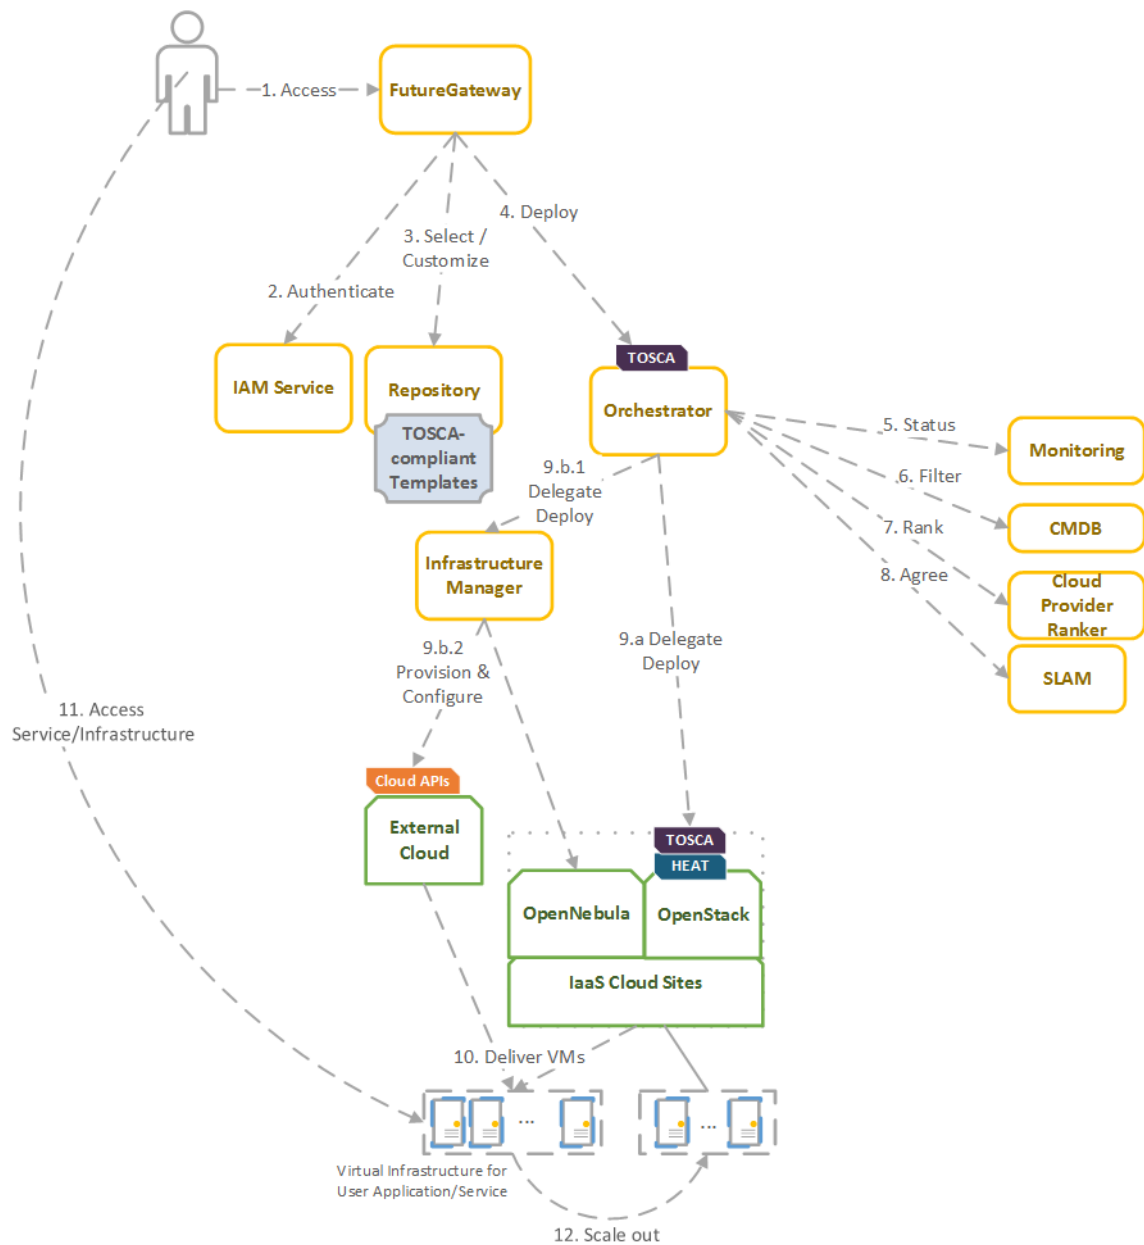 1. Access
FutureGateway
4. Deploy
3. Select /
Customize
2. Authenticate
TOSCA
IAM Service
Repository
Orchestrator
TOSCA-
compliant
Templates
5. Status
Monitoring
6. Filter
7. Rank
CMDB
8. Agree
Cloud
Provider
Ranker
SLAM
9.b.1
Delegate
Deploy
Infrastructure
Manager
9.b.2
Provision &
Configure
9.a Delegate
Deploy
11. Access
Service/Infrastructure
Cloud APIs
External
Cloud
TOSCA
HEAT
OpenNebula
OpenStack
IaaS Cloud Sites
10. Deliver VMs
...
...
Virtual Infrastructure for
User Application/Service
12. Scale out